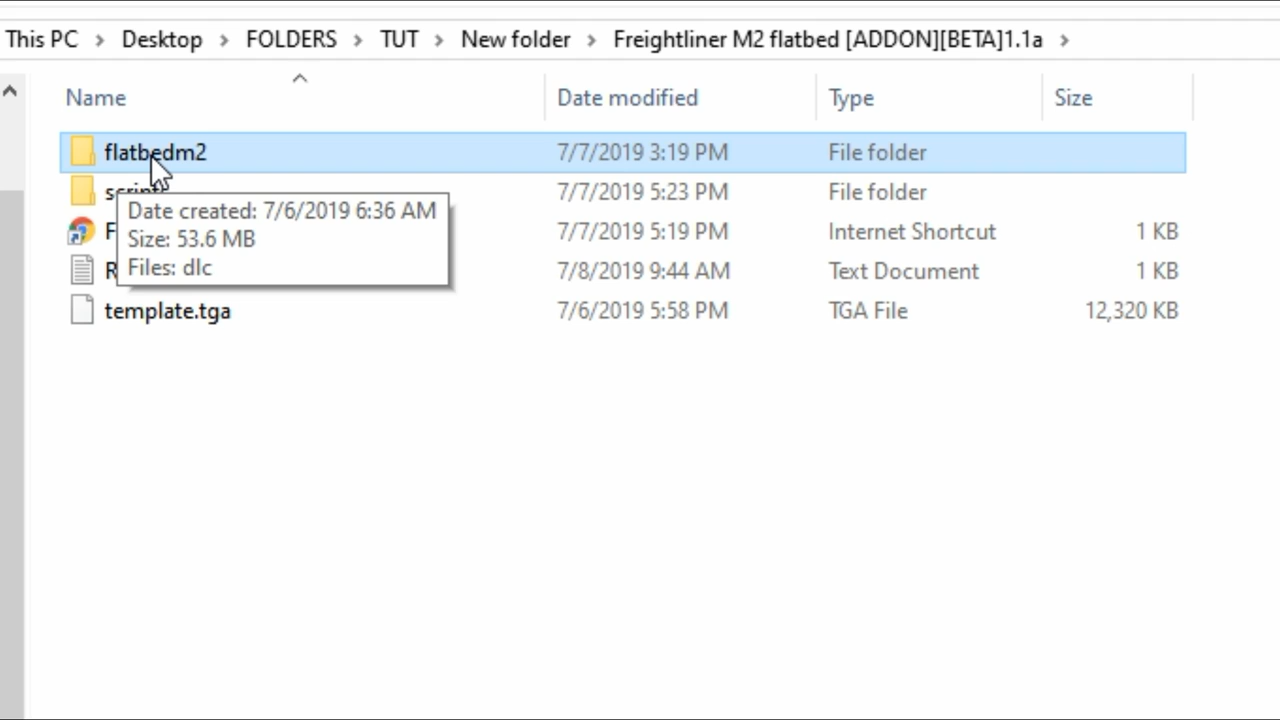 This PC > Desktop > FOLDERS > TUT > New folder > Freightliner M2 flatbed [ADDON][BETA]1.1a >
Name Date modified Type Size
flatbedm2 7/7/2019 3:19 PM File folder
7/7/2019 5:23 PM File folder
Date created: 7/6/2019 6:36 AM
Size: 53.6 MB
Files: dlc
F 7/7/2019 5:19 PM Internet Shortcut 1 KB
R 7/8/2019 9:44 AM Text Document 1 KB
template.tga 7/6/2019 5:58 PM TGA File 12,320 KB